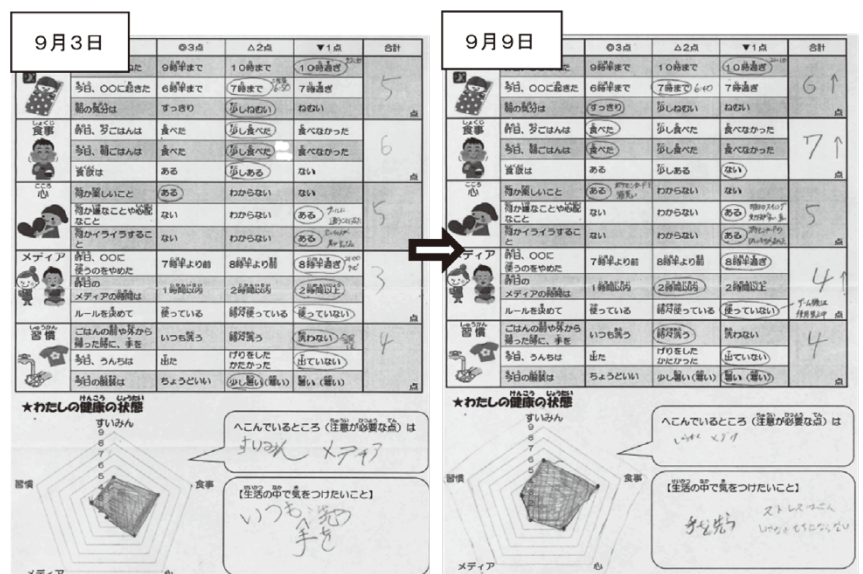 9月3日
◎3点 △2点 ▼1点 合計
9時半まで 10時まで 10時過ぎ
今日、〇〇に起きた 6時半まで 7時まで 7時過ぎ 5
朝の気分は すっきり 少しねむい ねむい 点
食事 昨日、夕ごはんは 食べた 少し食べた 食べなかった
今日、朝ごはんは 食べた 少し食べた 食べなかった 6
食欲は ある 少しある ない 点
心 何か楽しいこと ある わからない ない
何か嫌なことや心配なこと ない わからない ある 5
何かイライラすること ない わからない ある 点
メディア 昨日、〇〇に使うのをやめた 7時半より前 8時半より前 8時半過ぎ
昨日のメディアの時間は 1時間以内 2時間以内 2時間以上 3
ルールを決めて 使っている 時々使っている 使っていない 点
習慣 ごはんの前や外から帰った時に、手を いつも洗う 時々洗う 洗わない
今日、うんちは 出た げりをした かたかった 出ていない 4
今日の服装は ちょうどいい 少し暑い(寒い) 暑い(寒い) 点
★わたしの健康の状態
すいみん
9
8
7
6
5
習慣 食事
メディア 心
へこんでいるところ(注意が必要な点)は
すいみん メディア
【生活の中で気をつけたいこと】
いつも
手を
洗う
9月9日
◎3点 △2点 ▼1点 合計
9時半まで 10時まで 10時過ぎ
今日、〇〇に起きた 6時半まで 7時まで 6:40 7時過ぎ 6↑
朝の気分は すっきり 少しねむい ねむい 点
食事 昨日、夕ごはんは 食べた 少し食べた 食べなかった
今日、朝ごはんは 食べた 少し食べた 食べなかった 7↑
食欲は ある 少しある ない 点
心 何か楽しいこと ある わからない ない
何か嫌なことや心配なこと ない わからない ある 5
何かイライラすること ない わからない ある 点
メディア 昨日、〇〇に使うのをやめた 7時半より前 8時半より前 8時半過ぎ
昨日のメディアの時間は 1時間以内 2時間以内 2時間以上 4↑
ルールを決めて 使っている 時々使っている 使っていない 点
習慣 ごはんの前や外から帰った時に、手を いつも洗う 時々洗う 洗わない
今日、うんちは 出た げりをした かたかった 出ていない 4
今日の服装は ちょうどいい 少し暑い(寒い) 暑い(寒い) 点
★わたしの健康の状態
すいみん
9
8
7
6
5
習慣 食事
メディア 心
へこんでいるところ(注意が必要な点)は
メディア
【生活の中で気をつけたいこと】
手を洗う